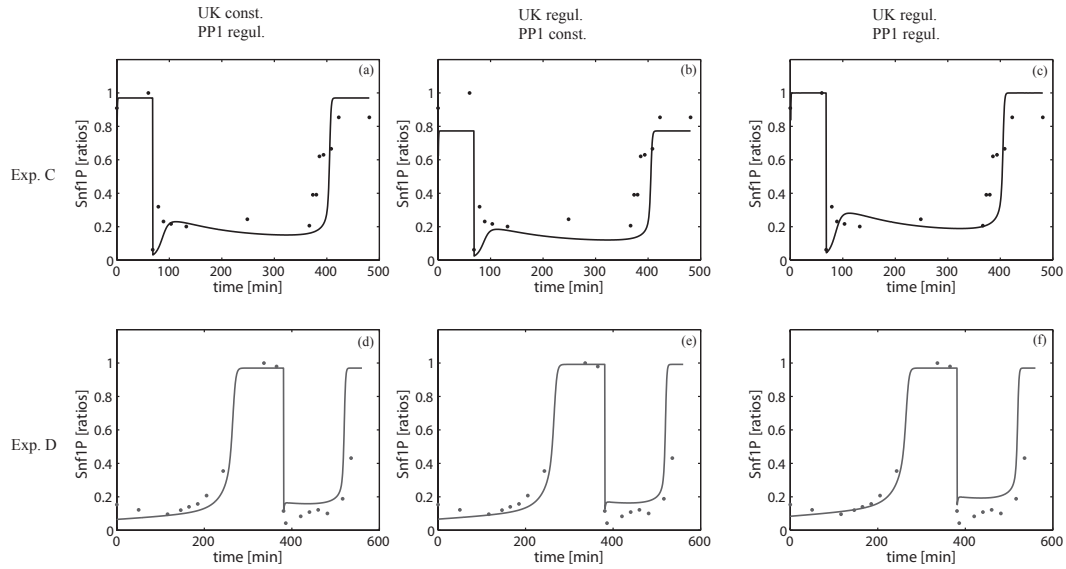 UK const.
PP1 regul.
UK regul.
PP1 const.
UK regul.
PP1 regul.
Exp. C
(a)
Snf1P [ratios]
1
0.8
0.6
0.4
0.2
0
0 100 200 300 400 500
time [min]
(b)
Snf1P [ratios]
1
0.8
0.6
0.4
0.2
0
0 100 200 300 400 500
time [min]
(c)
Snf1P [ratios]
1
0.8
0.6
0.4
0.2
0
0 100 200 300 400 500
time [min]
Exp. D
(d)
Snf1P [ratios]
1
0.8
0.6
0.4
0.2
0
0 200 400 600
time [min]
(e)
Snf1P [ratios]
1
0.8
0.6
0.4
0.2
0
0 200 400 600
time [min]
(f)
Snf1P [ratios]
1
0.8
0.6
0.4
0.2
0
0 200 400 600
time [min]